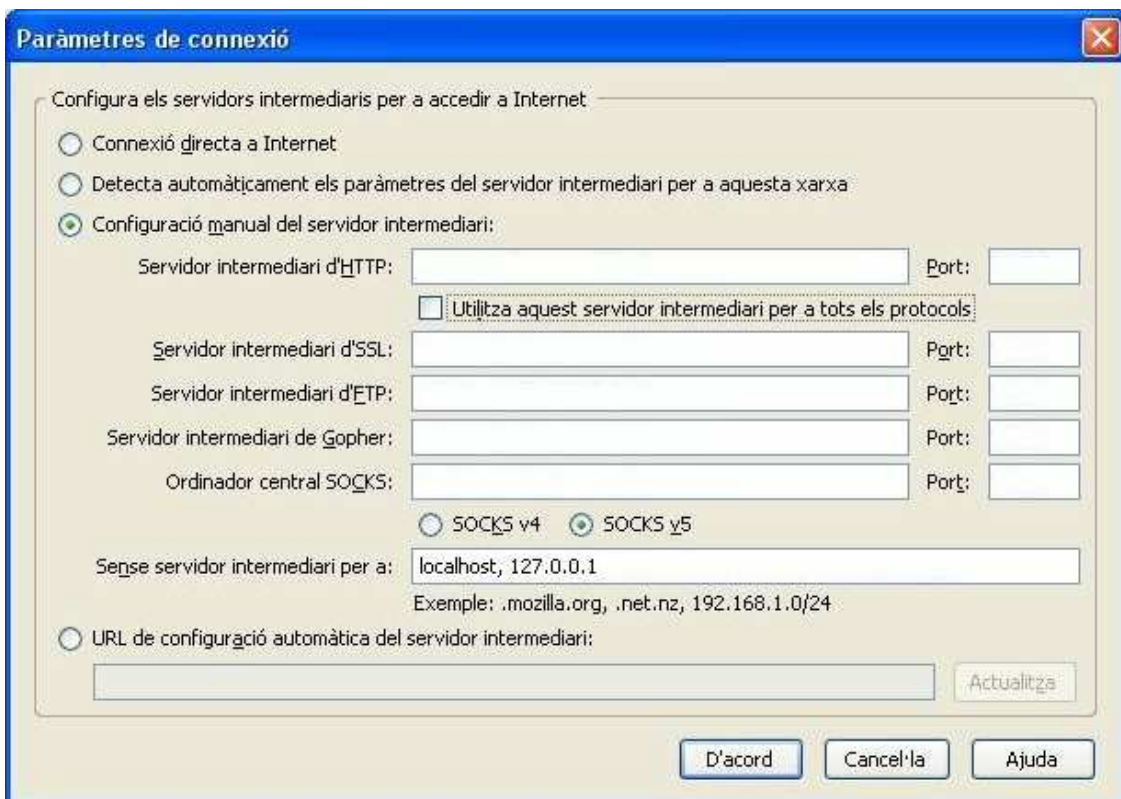 Paràmetres de connexió
Configura els servidors intermediaris per a accedir a Internet
Connexió directa a Internet
Detecta automàticament els paràmetres del servidor intermediari per a aquesta xarxa
Configuració manual del servidor intermediari:
Servidor intermediari d'HTTP: Port:
Utilitza aquest servidor intermediari per a tots els protocols
Servidor intermediari d'SSL: Port:
Servidor intermediari d'FTP: Port:
Servidor intermediari de Gopher: Port:
Ordinador central SOCKS: Port:
SOCKS v4 SOCKS v5
Sense servidor intermediari per a: localhost, 127.0.0.1
Exemple: .mozilla.org, .net.nz, 192.168.1.0/24
URL de configuració automàtica del servidor intermediari:
Actualitza
D'acord Cancel·la Ajuda